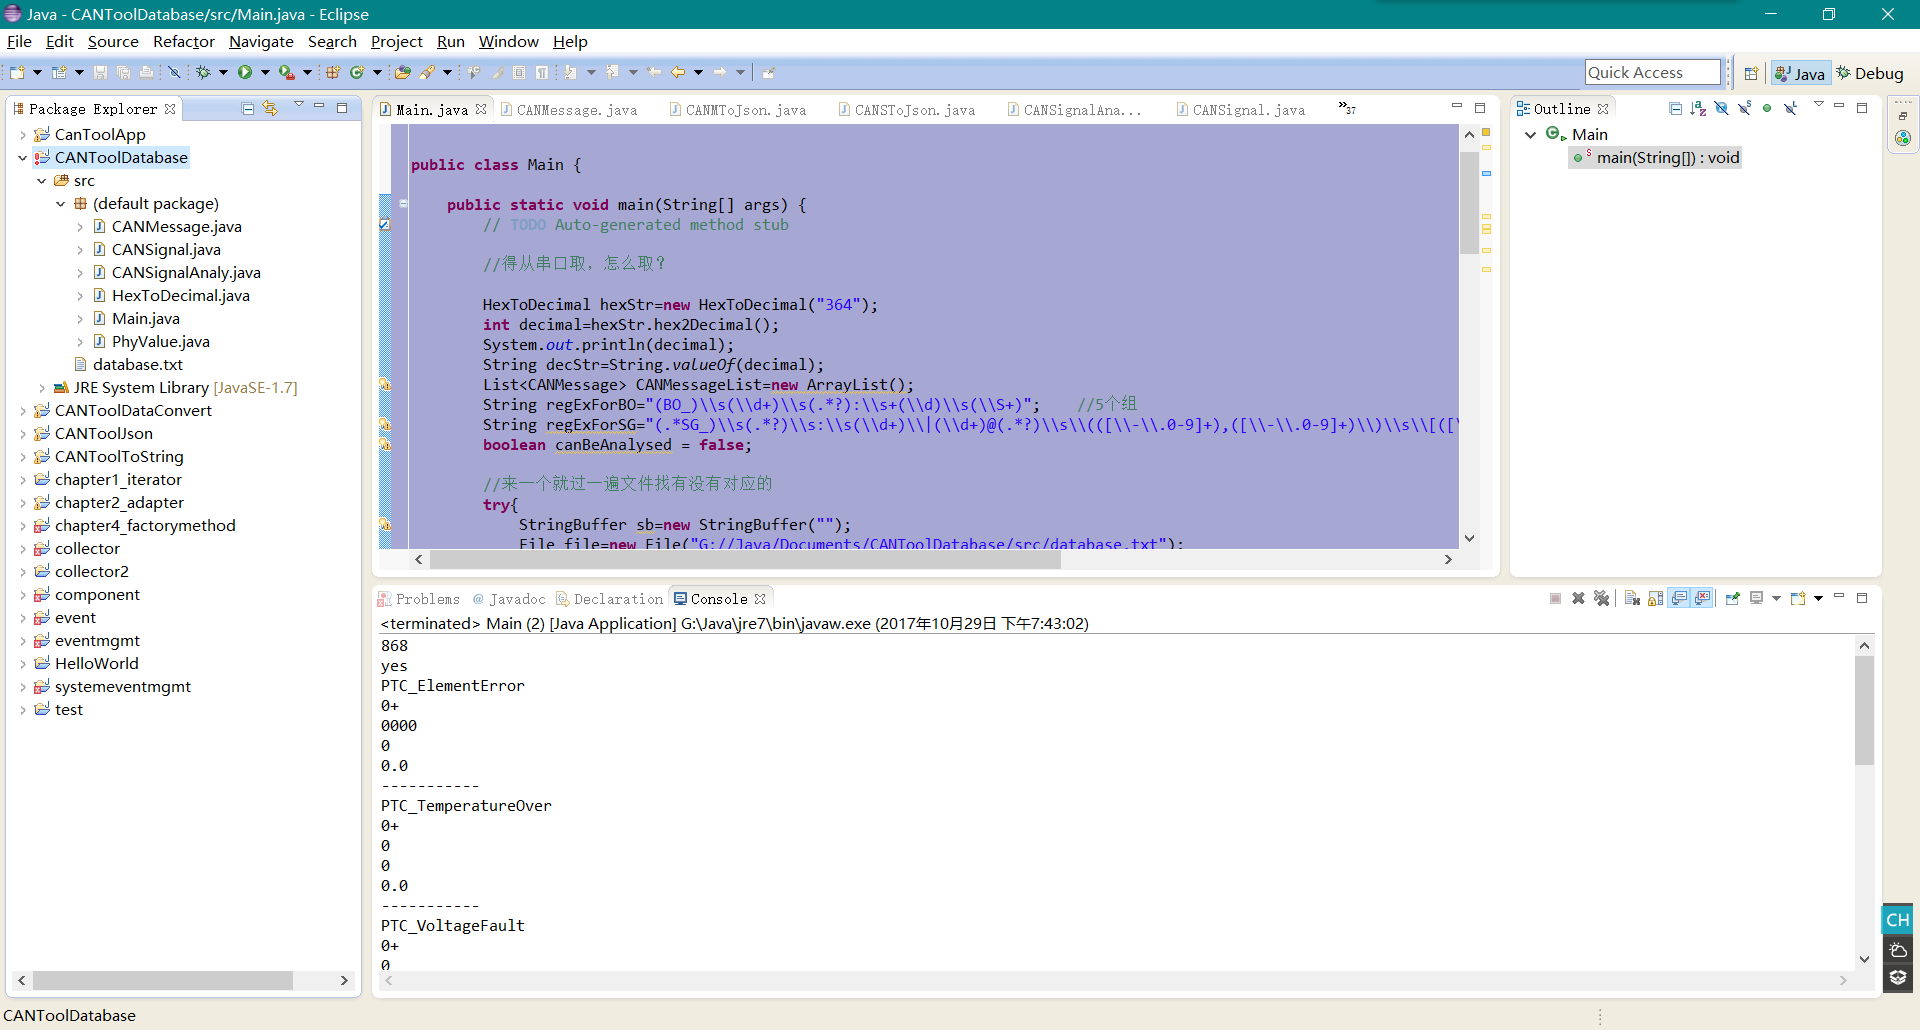 Java - CANToolDatabase/src/Main.java - Eclipse
File Edit Source Refactor Navigate Search Project Run Window Help
Quick Access Java Debug
Package Explorer
CanToolApp
CANToolDatabase
src
(default package)
CANMessage.java
CANSignal.java
CANSignalAnaly.java
HexToDecimal.java
Main.java
PhyValue.java
database.txt
JRE System Library [JavaSE-1.7]
CANToolDataConvert
CANToolJson
CANToolToString
chapter1_iterator
chapter2_adapter
chapter4_factorymethod
collector
collector2
component
event
eventmgmt
HelloWorld
systemeventmgmt
test
Main.java CANMessage.java CANMToJson.java CANSToJson.java CANSignalAna... CANSignal.java »37
public class Main {
public static void main(String[] args) {
// TODO Auto-generated method stub
//得从串口取，怎么取？
HexToDecimal hexStr=new HexToDecimal("364");
int decimal=hexStr.hex2Decimal();
System.out.println(decimal);
String decStr=String.valueOf(decimal);
List<CANMessage> CANMessageList=new ArrayList();
String regExForBO="(BO_)\\s(\\d+)\\s(.*?):\\s+(\\d)\\s(\\S+)"; //5个组
String regExForSG="(.*SG_)\\s(.*?)\\s:\\s(\\d+)\\|(\\d+)@(.*?)\\s\\(([\\-\\.0-9]+),([\\-\\.0-9]+)\\)\\s\\[([\
boolean canBeAnalysed = false;
//来一个就过一遍文件找有没有对应的
try{
StringBuffer sb=new StringBuffer("");
File file=new File("G://Java/Documents/CANToolDatabase/src/database.txt");
Outline
Main
main(String[]) : void
Problems @ Javadoc Declaration Console
<terminated> Main (2) [Java Application] G:\Java\jre7\bin\javaw.exe (2017年10月29日 下午7:43:02)
868
yes
PTC_ElementError
0+
0000
0
0.0
-----------
PTC_TemperatureOver
0+
0
0
0.0
-----------
PTC_VoltageFault
0+
0
CH
CANToolDatabase